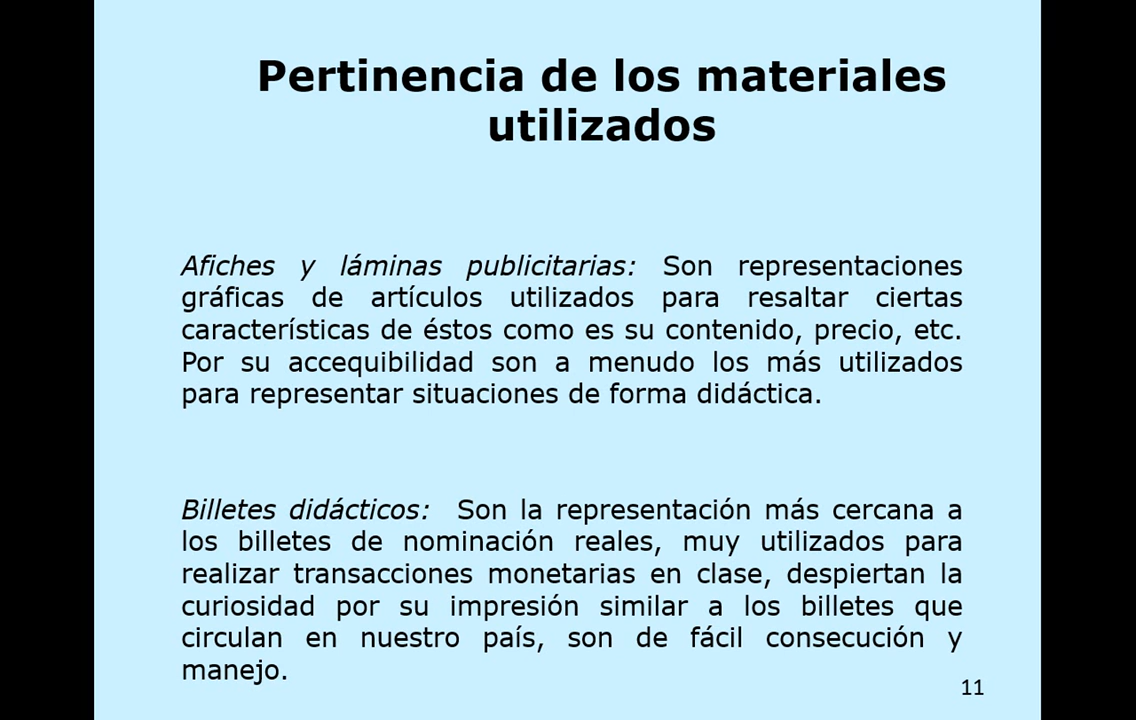 Pertinencia de los materiales
utilizados
Afiches y láminas publicitarias: Son representaciones
gráficas de artículos utilizados para resaltar ciertas
características de éstos como es su contenido, precio, etc.
Por su accequibilidad son a menudo los más utilizados
para representar situaciones de forma didáctica.
Billetes didácticos: Son la representación más cercana a
los billetes de nominación reales, muy utilizados para
realizar transacciones monetarias en clase, despiertan la
curiosidad por su impresión similar a los billetes que
circulan en nuestro país, son de fácil consecución y
manejo.
11